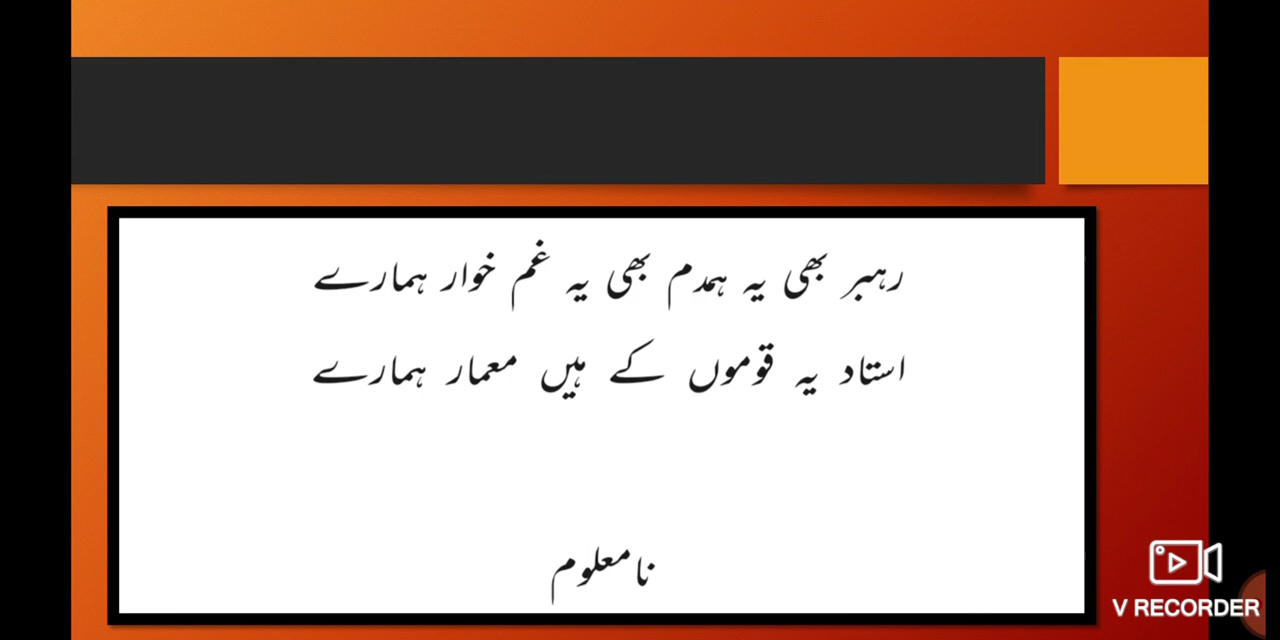 رہبر بھی یہ ہمدم بھی یہ غم خوار ہمارے
استاد یہ قوموں کے ہیں معمار ہمارے
نامعلوم
V RECORDER